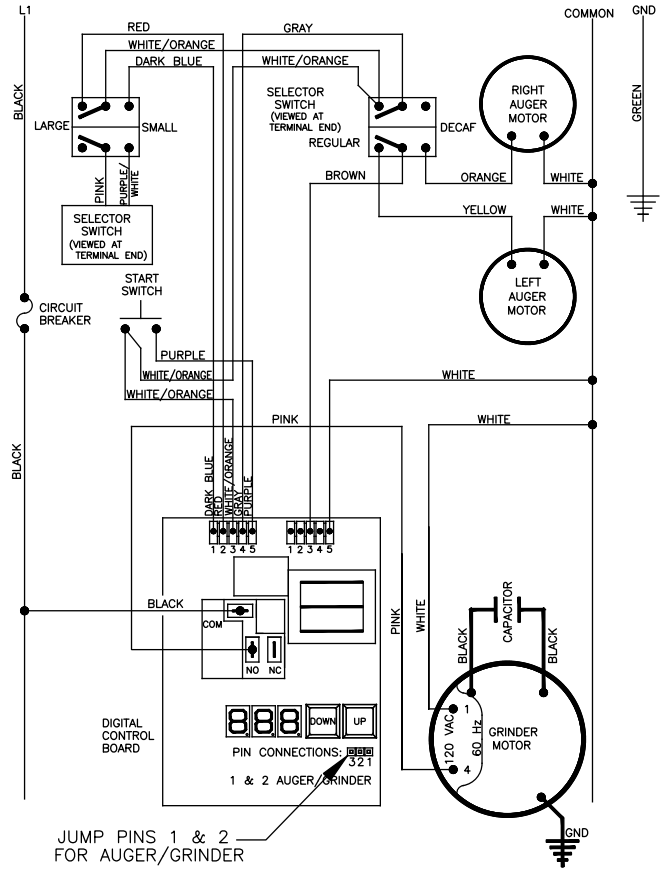 L1
RED
GRAY
COMMON
GND
WHITE/ORANGE
WHITE/ORANGE
DARK BLUE
BLACK
GREEN
SELECTOR
SWITCH
(VIEWED AT
TERMINAL END)
RIGHT
AUGER
MOTOR
LARGE
SMALL
REGULAR
DECAF
PINK
PURPLE/
WHITE
BROWN
ORANGE
WHITE
YELLOW
WHITE
SELECTOR
SWITCH
(VIEWED AT
TERMINAL END)
START
SWITCH
LEFT
AUGER
MOTOR
CIRCUIT
BREAKER
PURPLE
WHITE/ORANGE
WHITE
WHITE/ORANGE
PINK
WHITE
BLACK
DARK BLUE
RED
WHITE/ORANGE
GRAY
PURPLE
1 2 3 4 5
1 2 3 4 5
BLACK
COM
NO
NC
PINK
WHITE
BLACK
CAPACITOR
BLACK
1
120 VAC
60 Hz
4
GRINDER
MOTOR
DIGITAL
CONTROL
BOARD
888
DOWN
UP
PIN CONNECTIONS:
321
1 & 2 AUGER/GRINDER
JUMP PINS 1 & 2
FOR AUGER/GRINDER
GND